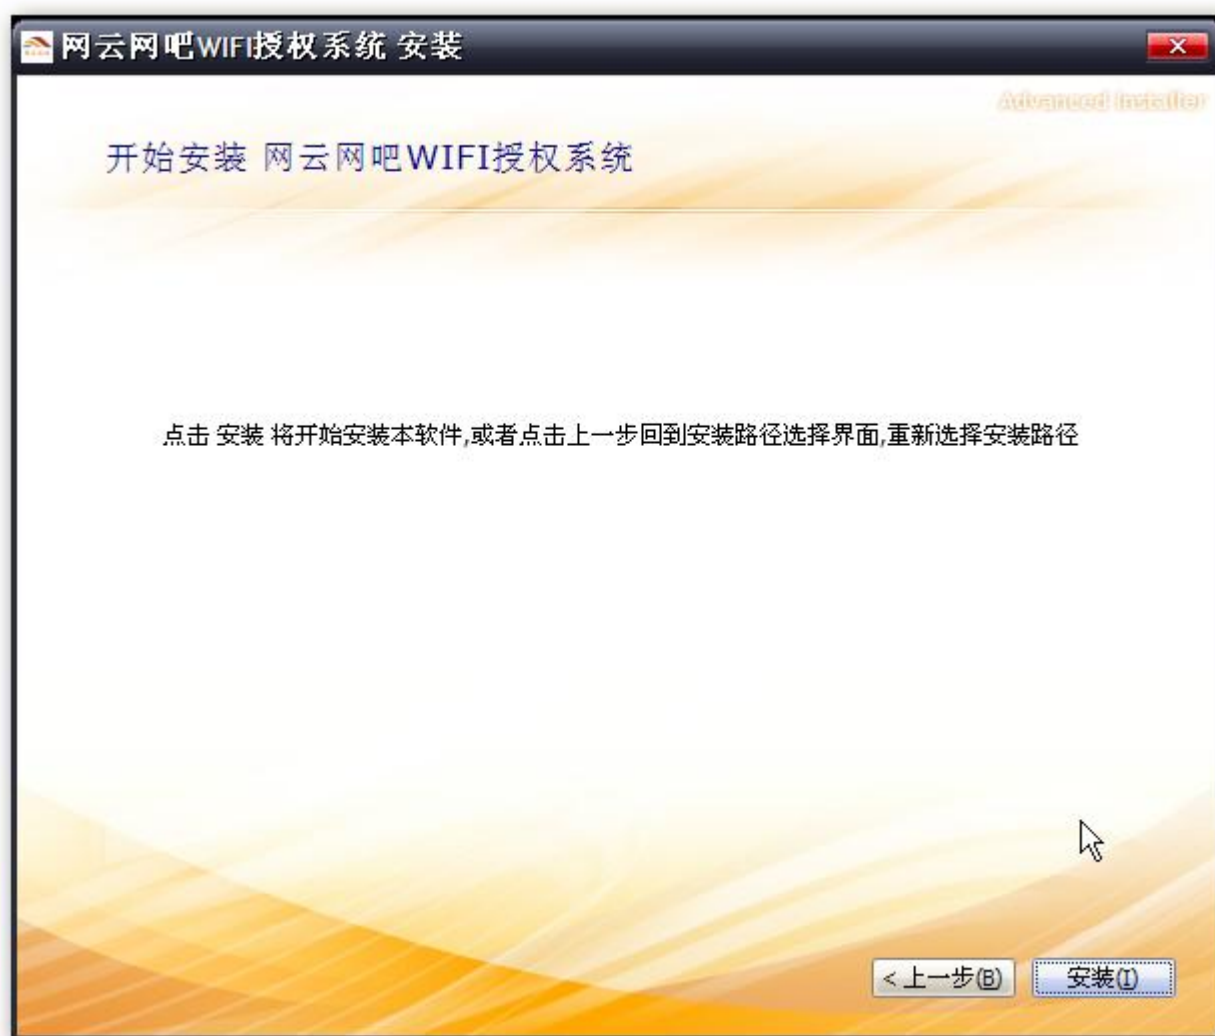 网云网吧WIFI授权系统 安装
Advanced Installer
开始安装 网云网吧WIFI授权系统
点击 安装 将开始安装本软件,或者点击上一步回到安装路径选择界面,重新选择安装路径
< 上一步(B) 安装(I)